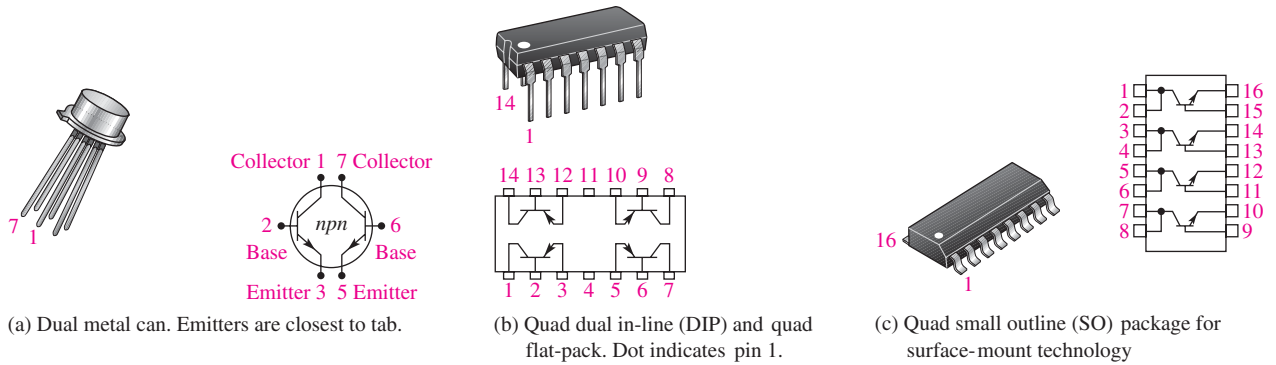 7
1
Collector 1 7 Collector
2
npn
6
Base
Base
Emitter 3 5 Emitter
(a) Dual metal can. Emitters are closest to tab.
14
1
14 13 12 11 10 9 8
1 2 3 4 5 6 7
(b) Quad dual in-line (DIP) and quad
flat-pack. Dot indicates pin 1.
16
1
1 16
2 15
3 14
4 13
5 12
6 11
7 10
8 9
(c) Quad small outline (SO) package for
surface-mount technology